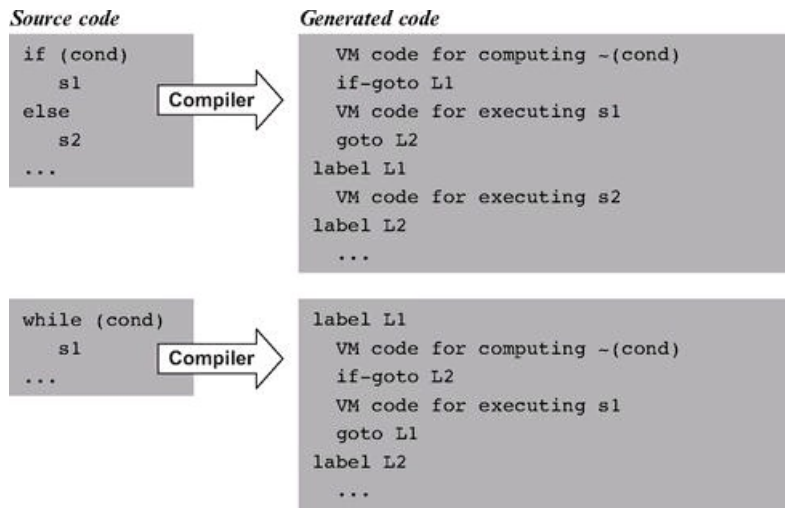 Source code
Generated code
if (cond)
s1
else
s2
...
Compiler
VM code for computing ~(cond)
if-goto L1
VM code for executing s1
goto L2
label L1
VM code for executing s2
label L2
...
while (cond)
s1
...
Compiler
label L1
VM code for computing ~(cond)
if-goto L2
VM code for executing s1
goto L1
label L2
...